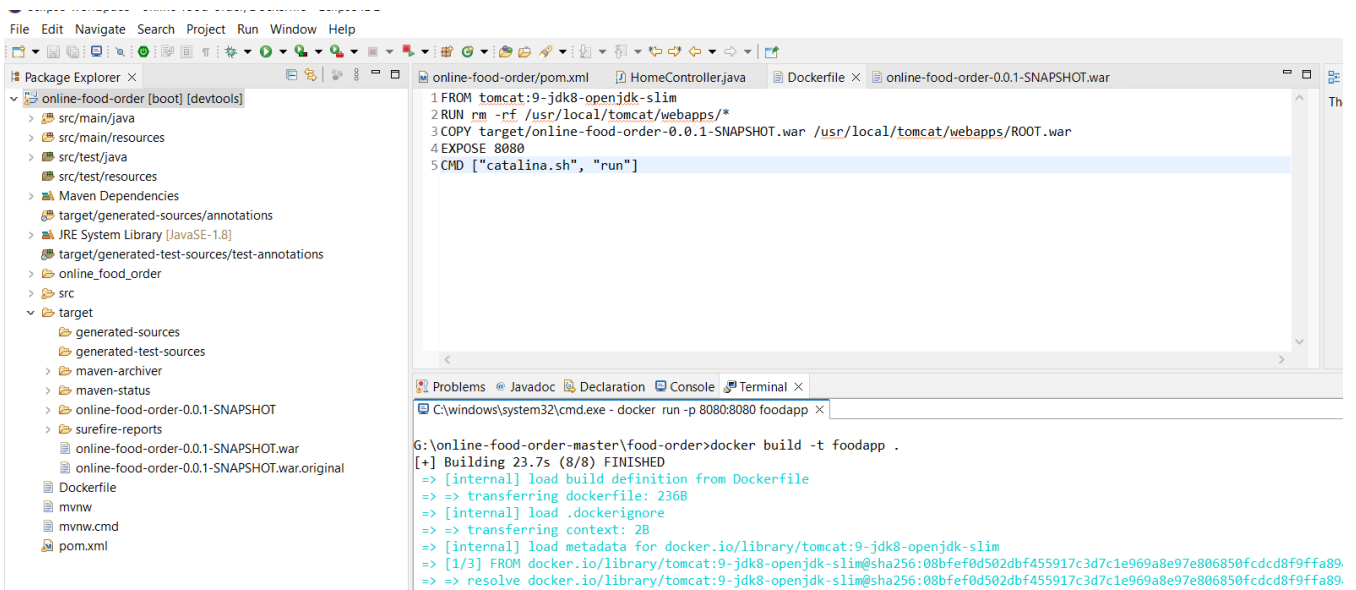 File Edit Navigate Search Project Run Window Help
Package Explorer
online-food-order [boot] [devtools]
src/main/java
src/main/resources
src/test/java
src/test/resources
Maven Dependencies
target/generated-sources/annotations
JRE System Library [JavaSE-1.8]
target/generated-test-sources/test-annotations
online_food_order
src
target
generated-sources
generated-test-sources
maven-archiver
maven-status
online-food-order-0.0.1-SNAPSHOT
surefire-reports
online-food-order-0.0.1-SNAPSHOT.war
online-food-order-0.0.1-SNAPSHOT.war.original
Dockerfile
mvnw
mvnw.cmd
pom.xml
online-food-order/pom.xml HomeController.java Dockerfile online-food-order-0.0.1-SNAPSHOT.war
1 FROM tomcat:9-jdk8-openjdk-slim
2 RUN rm -rf /usr/local/tomcat/webapps/*
3 COPY target/online-food-order-0.0.1-SNAPSHOT.war /usr/local/tomcat/webapps/ROOT.war
4 EXPOSE 8080
5 CMD ["catalina.sh", "run"]
Th
Problems Javadoc Declaration Console Terminal
C:\windows\system32\cmd.exe - docker run -p 8080:8080 foodapp
G:\online-food-order-master\food-order>docker build -t foodapp .
[+] Building 23.7s (8/8) FINISHED
=> [internal] load build definition from Dockerfile
=> => transferring dockerfile: 236B
=> [internal] load .dockerignore
=> => transferring context: 2B
=> [internal] load metadata for docker.io/library/tomcat:9-jdk8-openjdk-slim
=> [1/3] FROM docker.io/library/tomcat:9-jdk8-openjdk-slim@sha256:08bfef0d502dbf455917c3d7c1e969a8e97e806850fcdcd8f9ffa89
=> => resolve docker.io/library/tomcat:9-jdk8-openjdk-slim@sha256:08bfef0d502dbf455917c3d7c1e969a8e97e806850fcdcd8f9ffa89